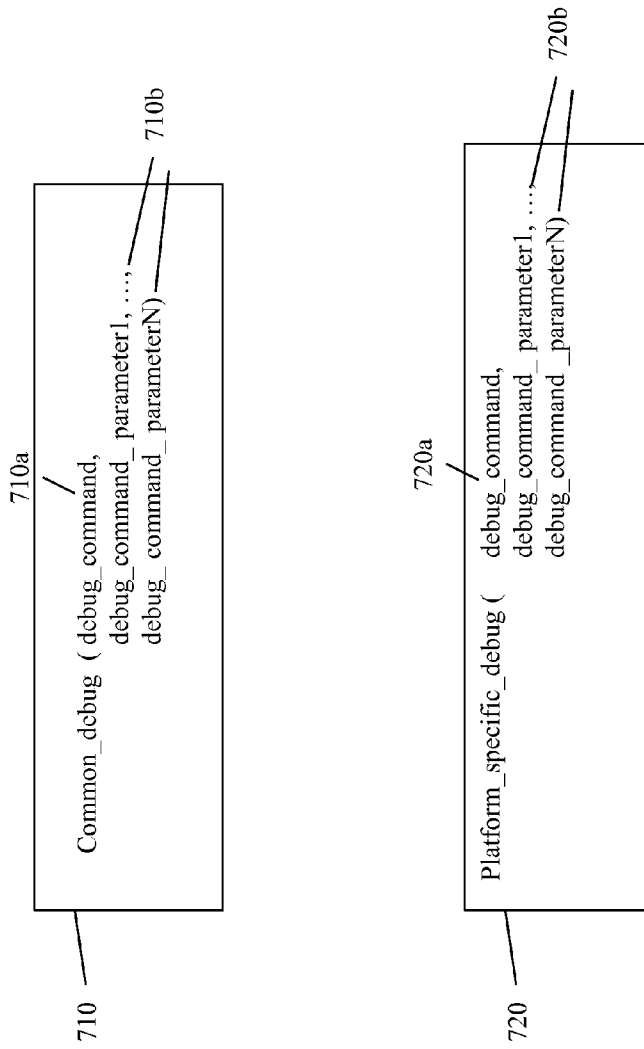 710
710a
Common_debug ( debug_command,
debug_command_ parameter1, ...,
debug_ command_ parameterN)
710b
720
720a
Platform_specific_debug ( debug_command,
debug_command_ parameter1, ...,
debug_command _parameterN)
720b